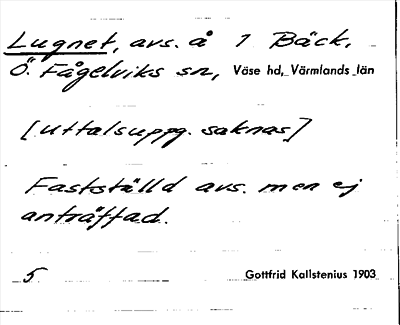 Lugnet, avs. å 1 Bäck,
Ö. Fågelviks sn, Väse hd, Värmlands län
[uttalsuppg. saknas]
Fastställd avs. men ej
anträffad.
5 Gottfrid Kallstenius 1903